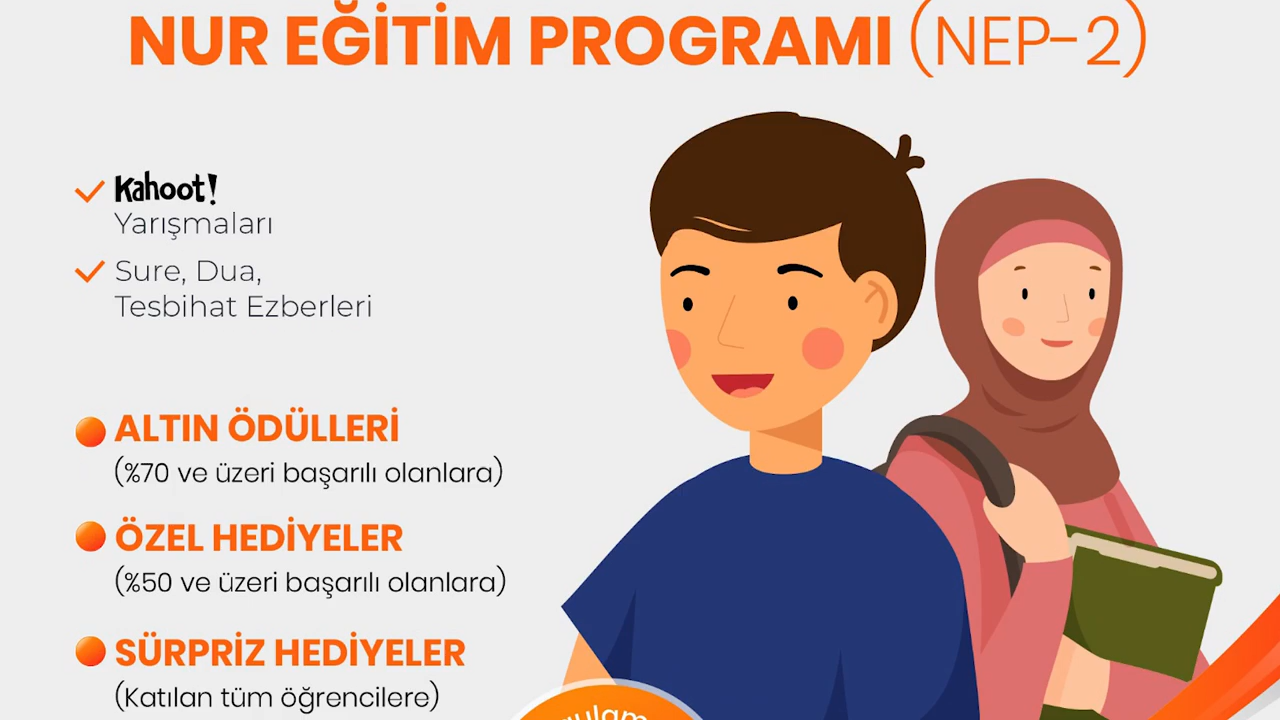 NUR EĞİTİM PROGRAMI (NEP-2)
Kahoot!
Yarışmaları
Sure, Dua,
Tesbihat Ezberleri
ALTIN ÖDÜLLERİ
(%70 ve üzeri başarılı olanlara)
ÖZEL HEDİYELER
(%50 ve üzeri başarılı olanlara)
SÜRPRİZ HEDİYELER
(Katılan tüm öğrencilere)